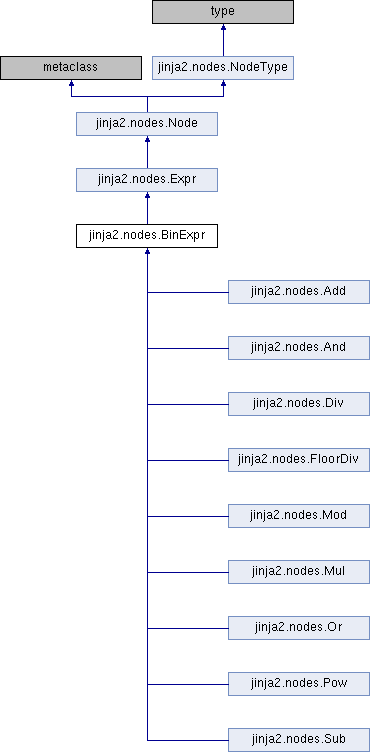 type
metaclass
jinja2.nodes.NodeType
jinja2.nodes.Node
jinja2.nodes.Expr
jinja2.nodes.BinExpr
jinja2.nodes.Add
jinja2.nodes.And
jinja2.nodes.Div
jinja2.nodes.FloorDiv
jinja2.nodes.Mod
jinja2.nodes.Mul
jinja2.nodes.Or
jinja2.nodes.Pow
jinja2.nodes.Sub